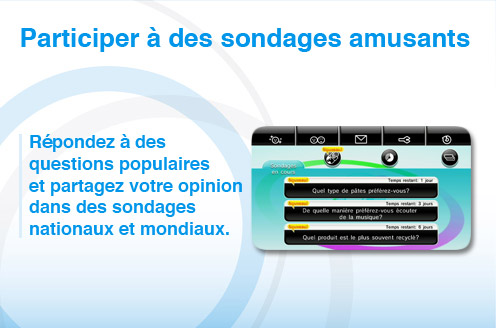 Participer à des sondages amusants
Répondez à des
questions populaires
et partagez votre opinion
dans des sondages
nationaux et mondiaux.
Nouveau!
Sondages
en cours
Nouveau! Temps restant: 1 jour
Quel type de pâtes préférez-vous?
Nouveau! Temps restant: 3 jours
De quelle manière préférez-vous écouter
de la musique?
Nouveau! Temps restant: 6 jours
Quel produit est le plus souvent recyclé?